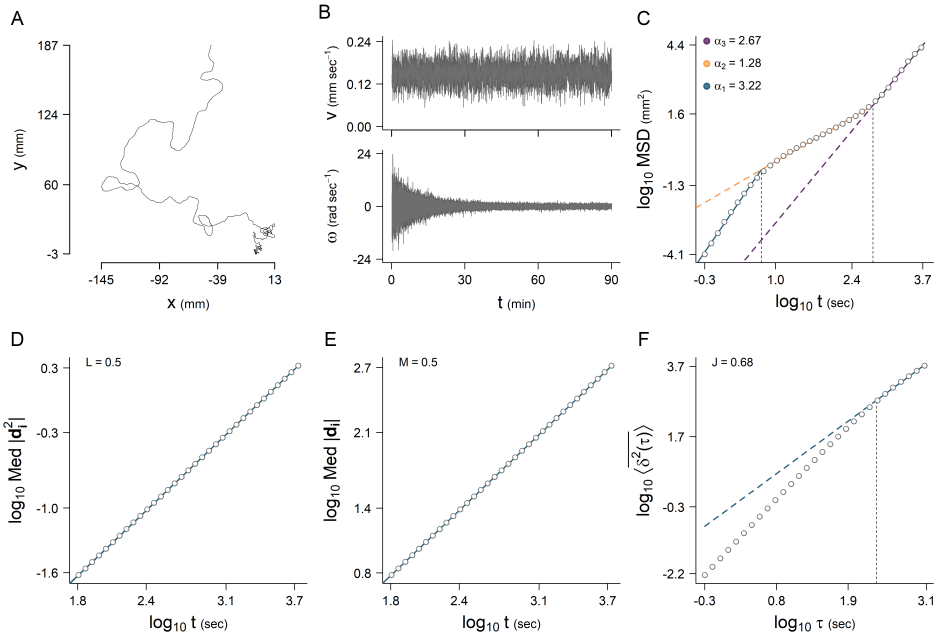 A
187
124
60
-3
y (mm)
-145
-92
-39
13
x (mm)
B
0.24
0.12
0.00
v (mm sec⁻¹)
24
0
-24
ω (rad sec⁻¹)
0
30
60
90
t (min)
C
α₃ = 2.67
α₂ = 1.28
α₁ = 3.22
4.4
1.6
-1.3
-4.1
log₁₀ MSD (mm²)
-0.3
1.0
2.4
3.7
log₁₀ t (sec)
D
L = 0.5
0.3
-0.3
-1.0
-1.6
log₁₀ Med |dᵢ²|
1.8
2.4
3.1
3.7
log₁₀ t (sec)
E
M = 0.5
2.7
2.1
1.4
0.8
log₁₀ Med |dᵢ|
1.8
2.4
3.1
3.7
log₁₀ t (sec)
F
J = 0.68
3.7
1.7
-0.3
-2.2
log₁₀ ⟨δ²(τ)⟩
-0.3
0.8
1.9
3.1
log₁₀ τ (sec)